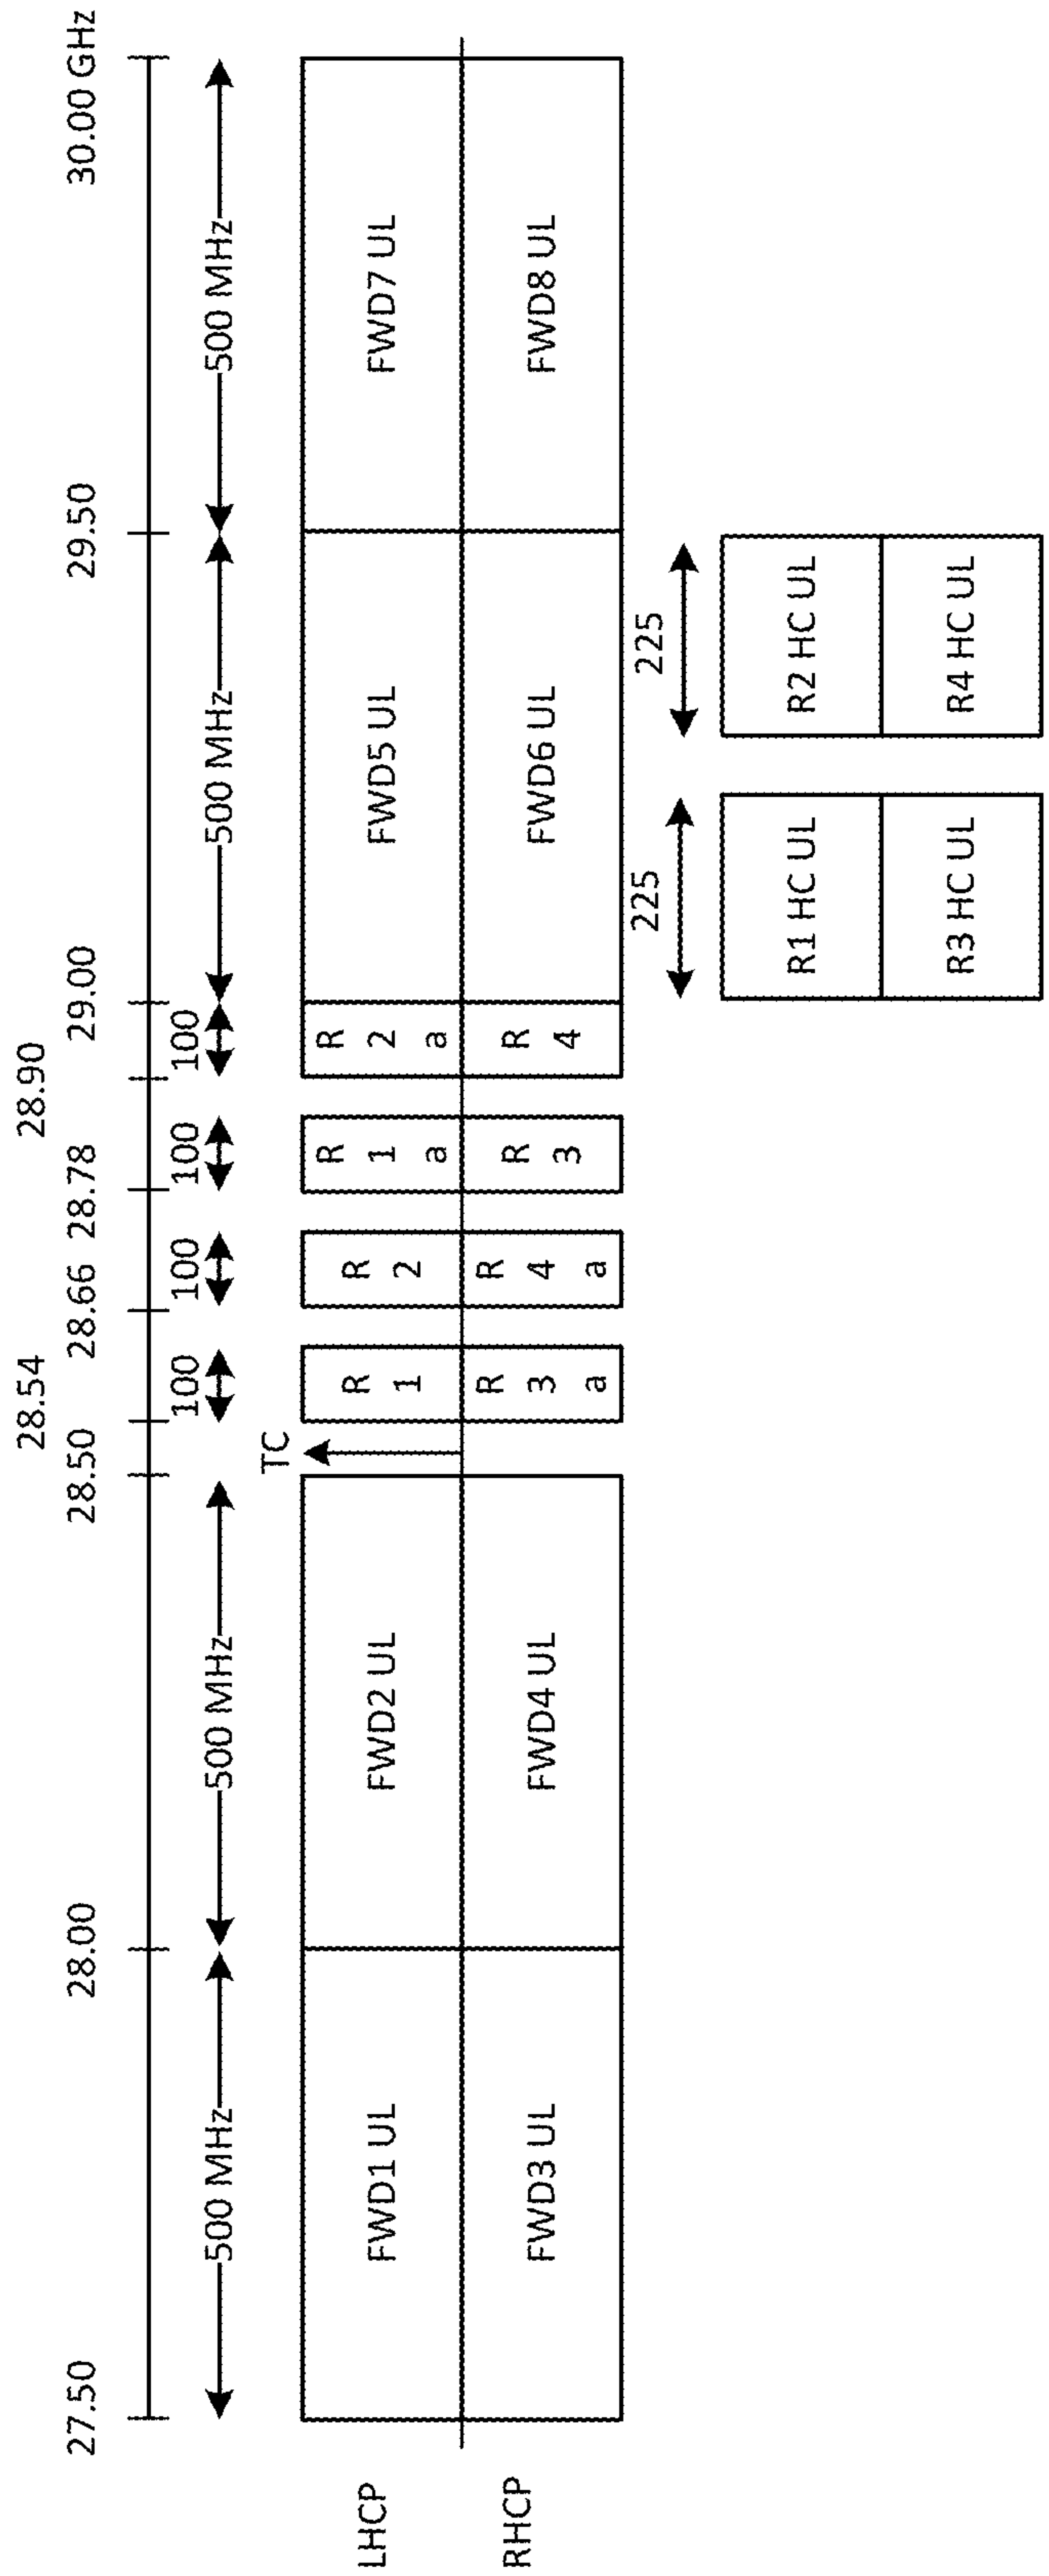 28.54
28.90
27.50
28.00
28.50
28.66
28.78
29.00
29.50
30.00 GHz
500 MHz
500 MHz
100
100
100
100
500 MHz
500 MHz
TC
LHCP
FWD1 UL
FWD2 UL
R
1
R
2
R
1
a
R
2
a
FWD5 UL
FWD7 UL
RHCP
FWD3 UL
FWD4 UL
R
3
a
R
4
a
R
3
R
4
FWD6 UL
FWD8 UL
225
225
R1 HC UL
R2 HC UL
R3 HC UL
R4 HC UL